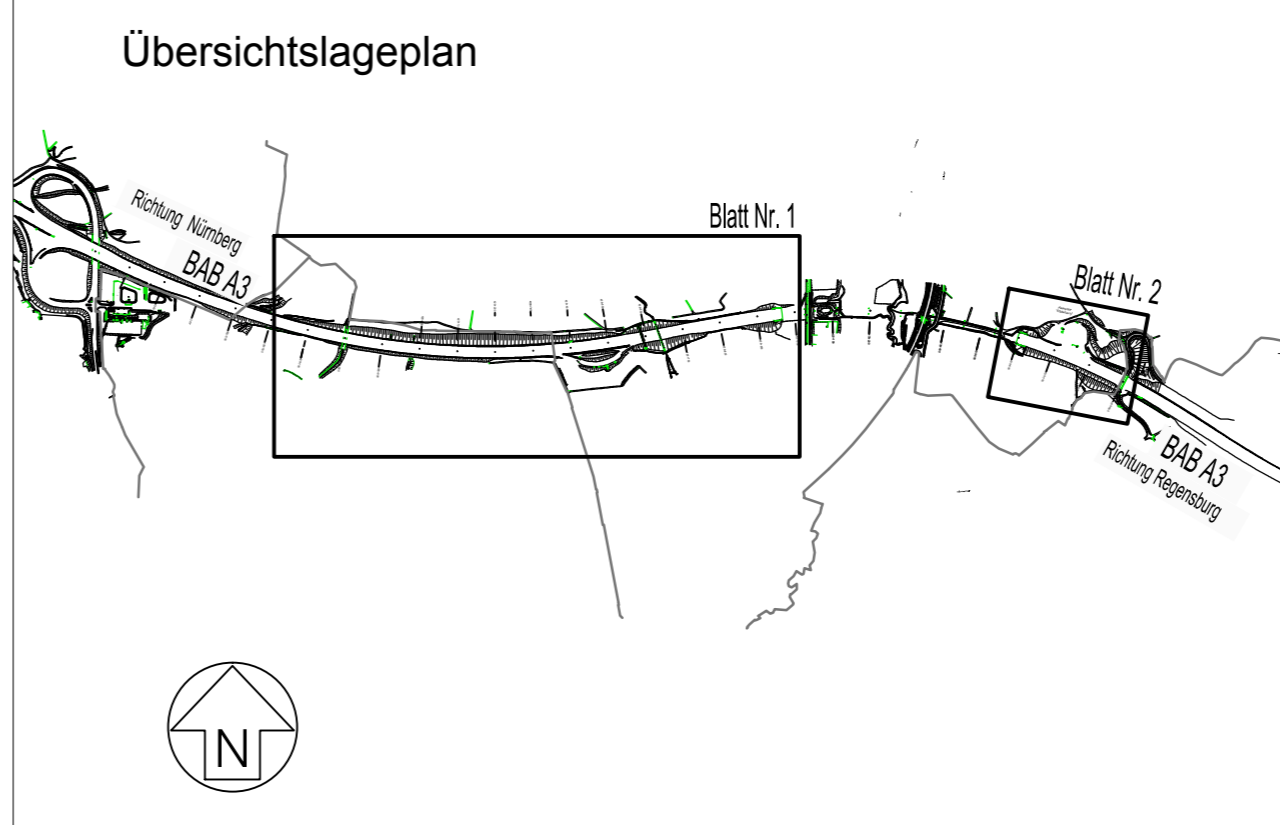 Übersichtslageplan
Richtung Nürnberg
BAB A3
Blatt Nr. 1
Blatt Nr. 2
BAB A3
Richtung Regensburg
N